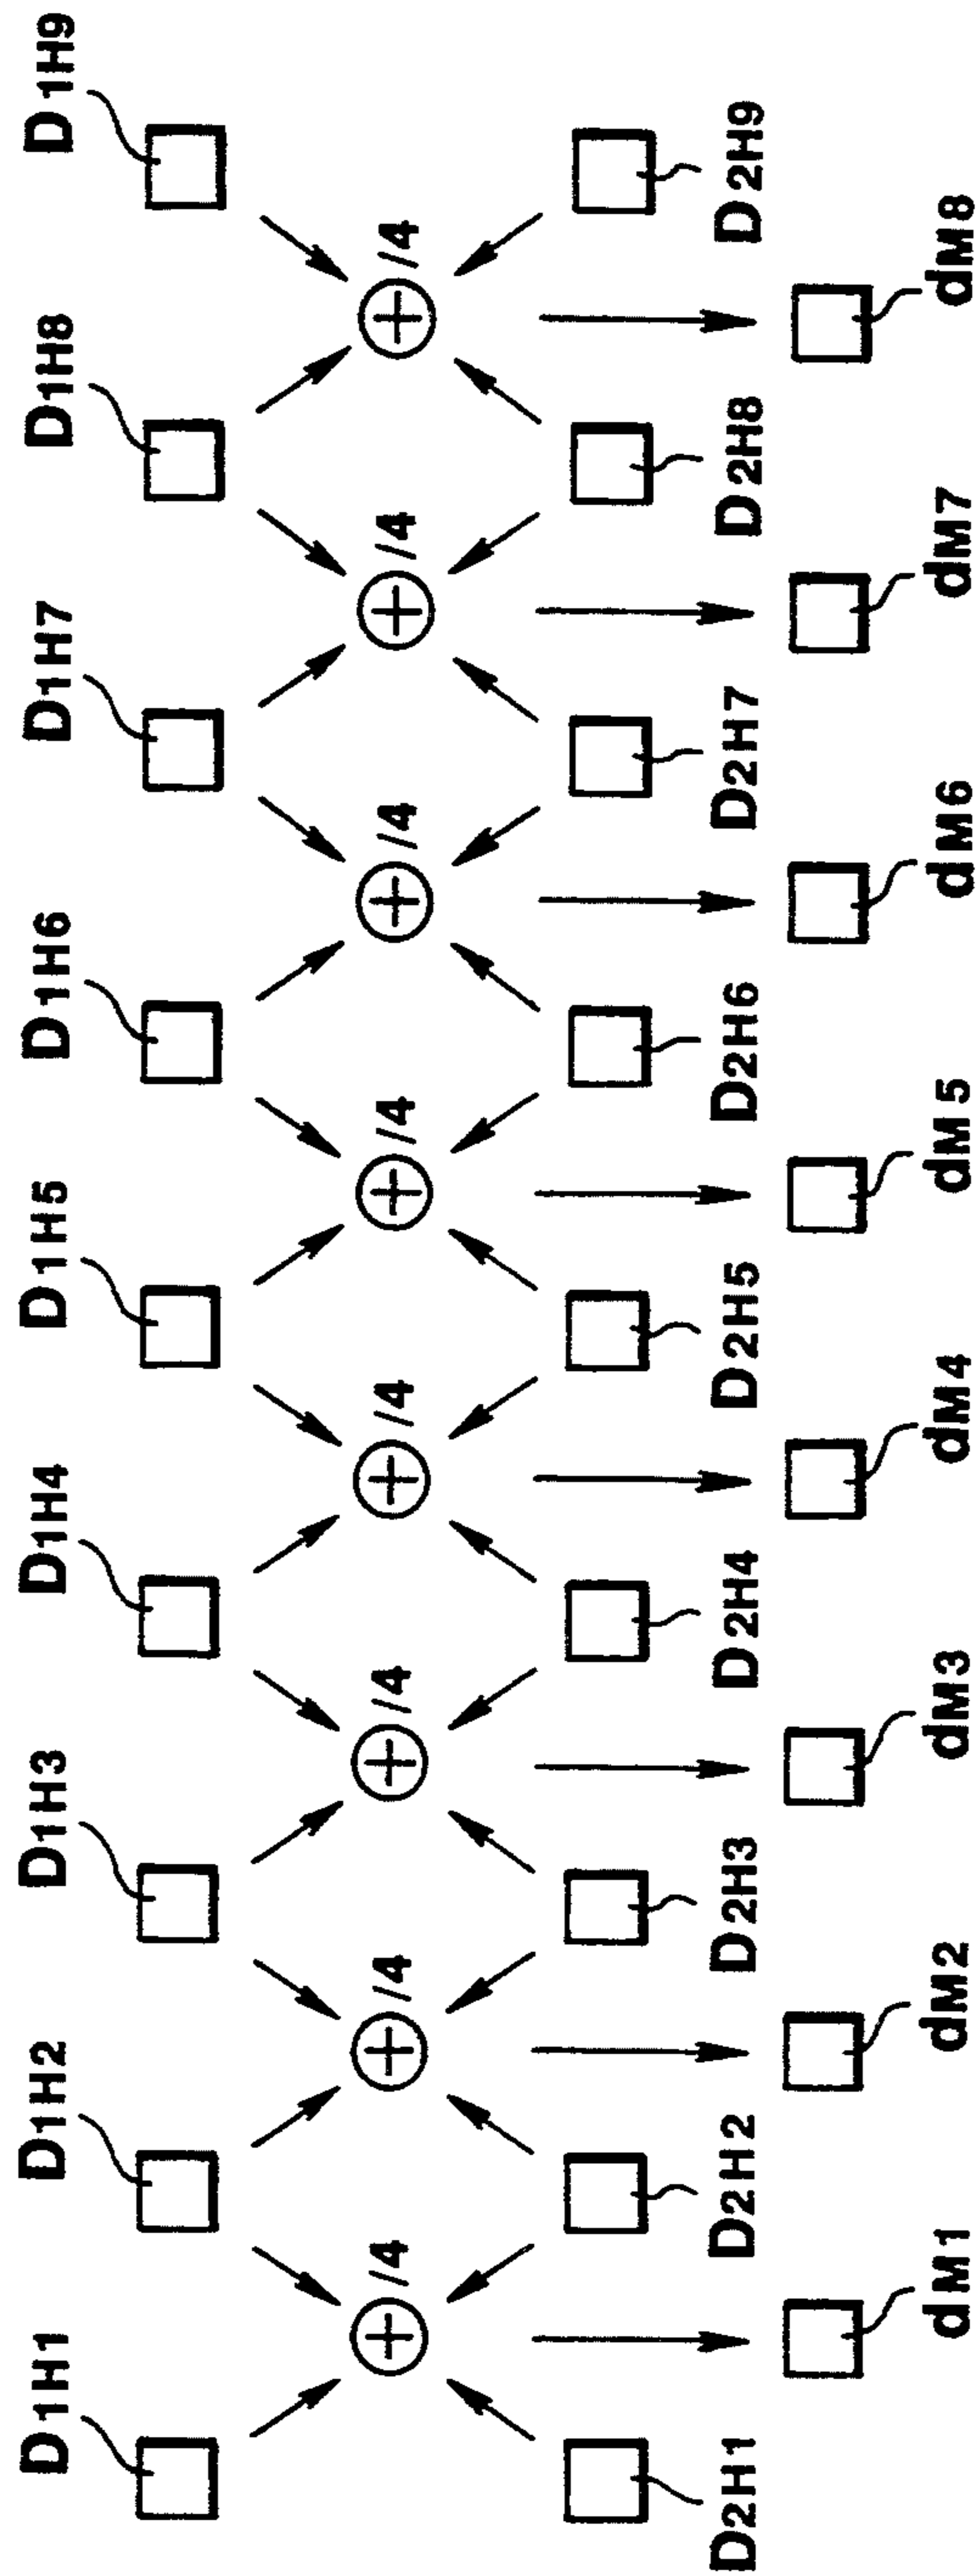 D1H1 D1H2 D1H3 D1H4 D1H5 D1H6 D1H7 D1H8 D1H9
/4 /4 /4 /4 /4 /4 /4 /4
D2H1 D2H2 D2H3 D2H4 D2H5 D2H6 D2H7 D2H8 D2H9
dM1 dM2 dM3 dM4 dM5 dM6 dM7 dM8